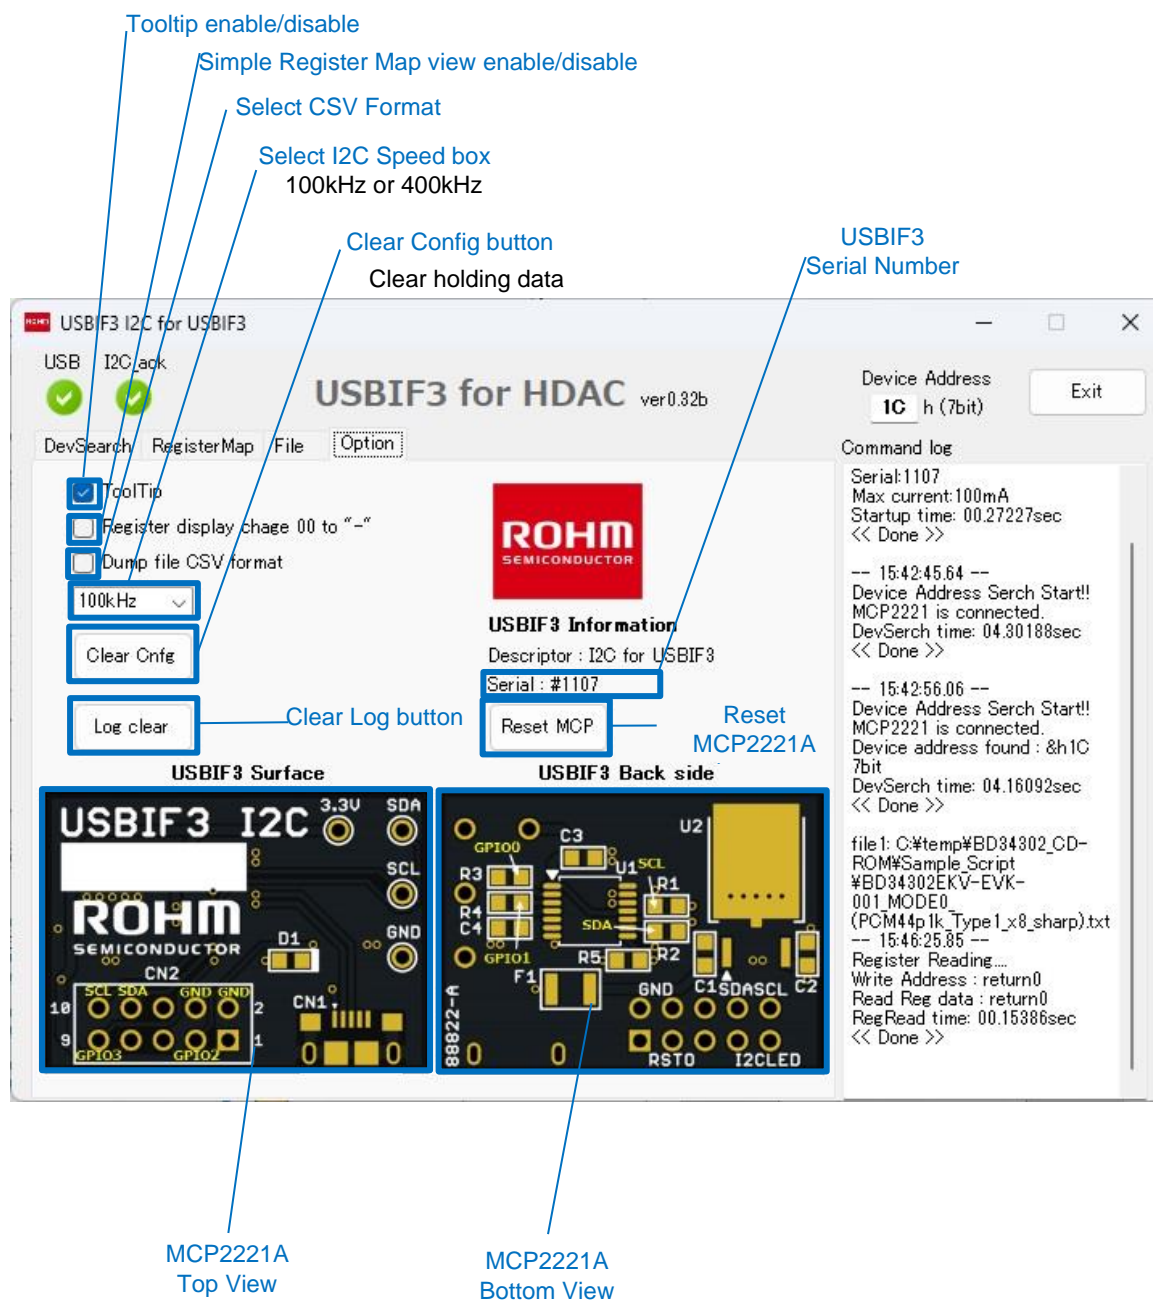 Tooltip enable/disable
Simple Register Map view enable/disable
Select CSV Format
Select I2C Speed box
100kHz or 400kHz
Clear Config button
Clear holding data
USBIF3
Serial Number
ROHM
USBIF3 I2C for USBIF3
USB I2C_ack
USBIF3 for HDAC ver0.32b
Device Address
1C h (7bit)
Exit
DevSearch RegisterMap File Option
Command log
ToolTip
Register display chage 00 to "-"
Dump file CSV format
100kHz
Clear Cnfg
Log clear
Clear Log button
ROHM
SEMICONDUCTOR
USBIF3 Information
Descriptor : I2C for USBIF3
Serial : #1107
Reset MCP
Reset
MCP2221A
Serial:1107
Max current:100mA
Startup time: 00.27227sec
<< Done >>
-- 15:42:45.64 --
Device Address Serch Start!!
MCP2221 is connected.
DevSerch time: 04.30188sec
<< Done >>
-- 15:42:56.06 --
Device Address Serch Start!!
MCP2221 is connected.
Device address found : &h1C
7bit
DevSerch time: 04.16092sec
<< Done >>
file1: C:¥temp¥BD34302_CD-
ROM¥Sample_Script
¥BD34302EKV-EVK-
001_MODE0_
(PCM44p1k_Type1_x8_sharp).txt
-- 15:46:25.85 --
Register Reading....
Write Address : return0
Read Reg data : return0
RegRead time: 00.15386sec
<< Done >>
USBIF3 Surface
USBIF3 I2C
3.3V SDA
SCL
ROHM
SEMICONDUCTOR
D1 GND
CN2
SCL SDA GND GND
10 2
CN1
9 1
GPIO3 GPIO2
USBIF3 Back side
C3 U2
GPIO0
R3 U1 SCL
R1
R4
C4 SDA
GPIO1 R5 R2
F1
GND C1 SDA SCL C2
88822-A
RST0 I2CLED
MCP2221A
Top View
MCP2221A
Bottom View